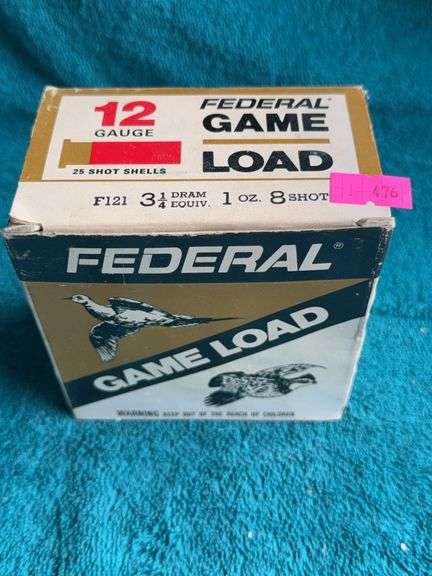 12
GAUGE
25 SHOT SHELLS
FEDERAL®
GAME
LOAD
F121 3 1/4 DRAM EQUIV. 1 OZ. 8 SHOT
476
FEDERAL®
GAME LOAD
WARNING KEEP OUT OF THE REACH OF CHILDREN